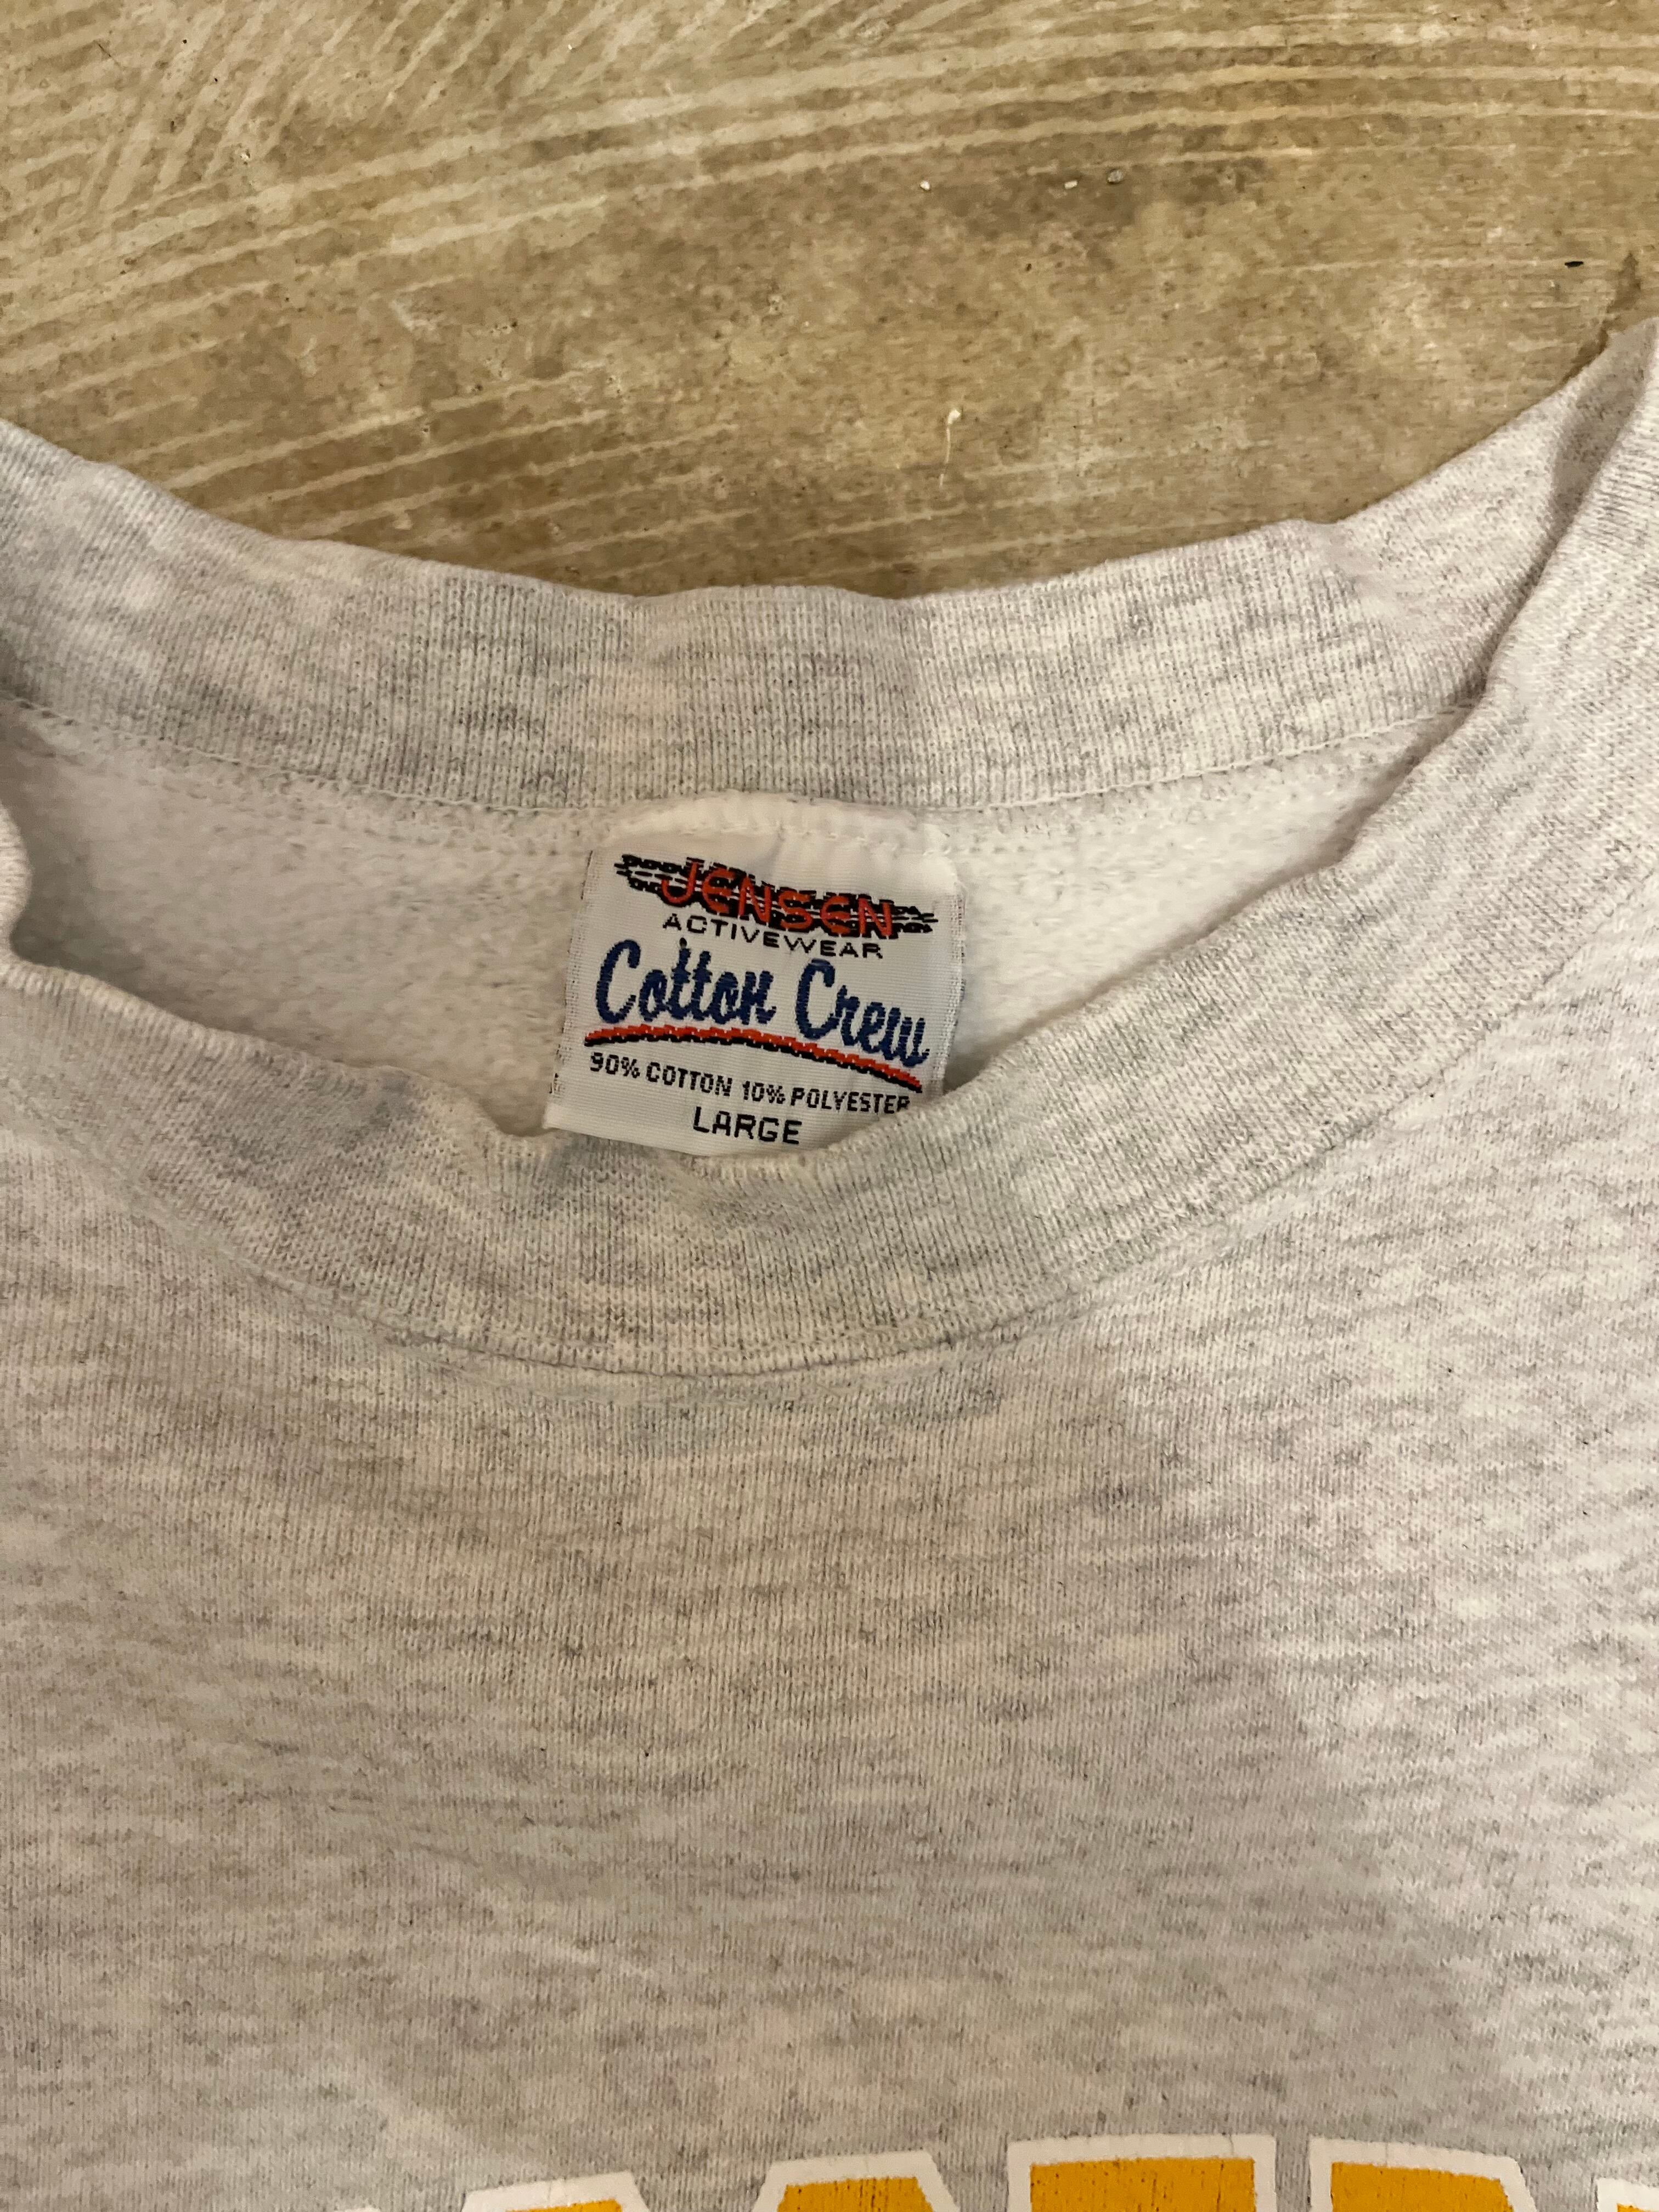 JENSEN
ACTIVEWEAR
Cotton Crew
90% COTTON 10% POLYESTER
LARGE